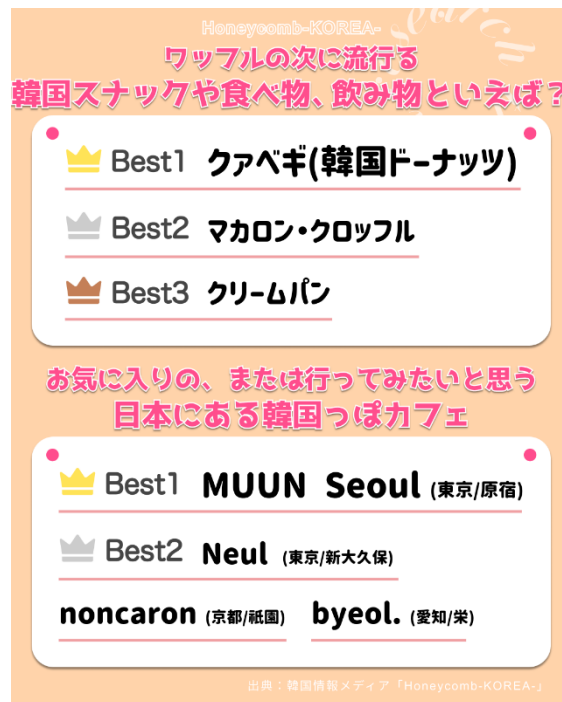 Honeycomb-KOREA-
search
ワッフルの次に流行る
韓国スナックや食べ物、飲み物といえば？
Best1 クァベギ(韓国ドーナッツ)
Best2 マカロン・クロッフル
Best3 クリームパン
お気に入りの、または行ってみたいと思う
日本にある韓国っぽカフェ
Best1 MUUN Seoul (東京/原宿)
Best2 Neul (東京/新大久保)
noncaron (京都/祇園) byeol. (愛知/栄)
出典：韓国情報メディア「Honeycomb-KOREA-」